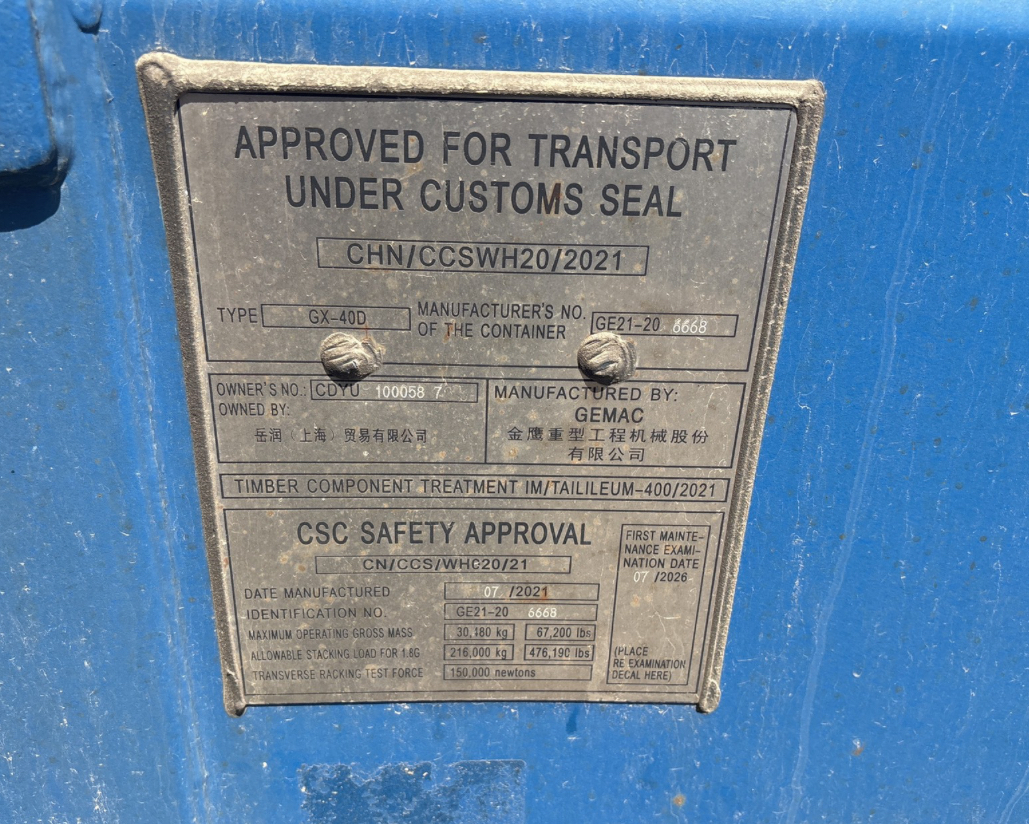 APPROVED FOR TRANSPORT
UNDER CUSTOMS SEAL
CHN/CCSWH20/2021
TYPE GX-40D MANUFACTURER'S NO. OF THE CONTAINER GE21-20 6668
OWNER'S NO.: CDYU 100058 7
OWNED BY:
岳润(上海)贸易有限公司
MANUFACTURED BY:
GEMAC
金鹰重型工程机械股份
有限公司
TIMBER COMPONENT TREATMENT IM/TAILILEUM-400/2021
CSC SAFETY APPROVAL
CN/CCS/WHC20/21
DATE MANUFACTURED 07 /2021
IDENTIFICATION NO. GE21-20 6668
MAXIMUM OPERATING GROSS MASS 30,180 kg 67,200 lbs
ALLOWABLE STACKING LOAD FOR 1.8G 216,000 kg 476,190 lbs
TRANSVERSE RACKING TEST FORCE 150,000 newtons
FIRST MAINTE-
NANCE EXAMI-
NATION DATE
07 /2026
(PLACE
RE EXAMINATION
DECAL HERE)